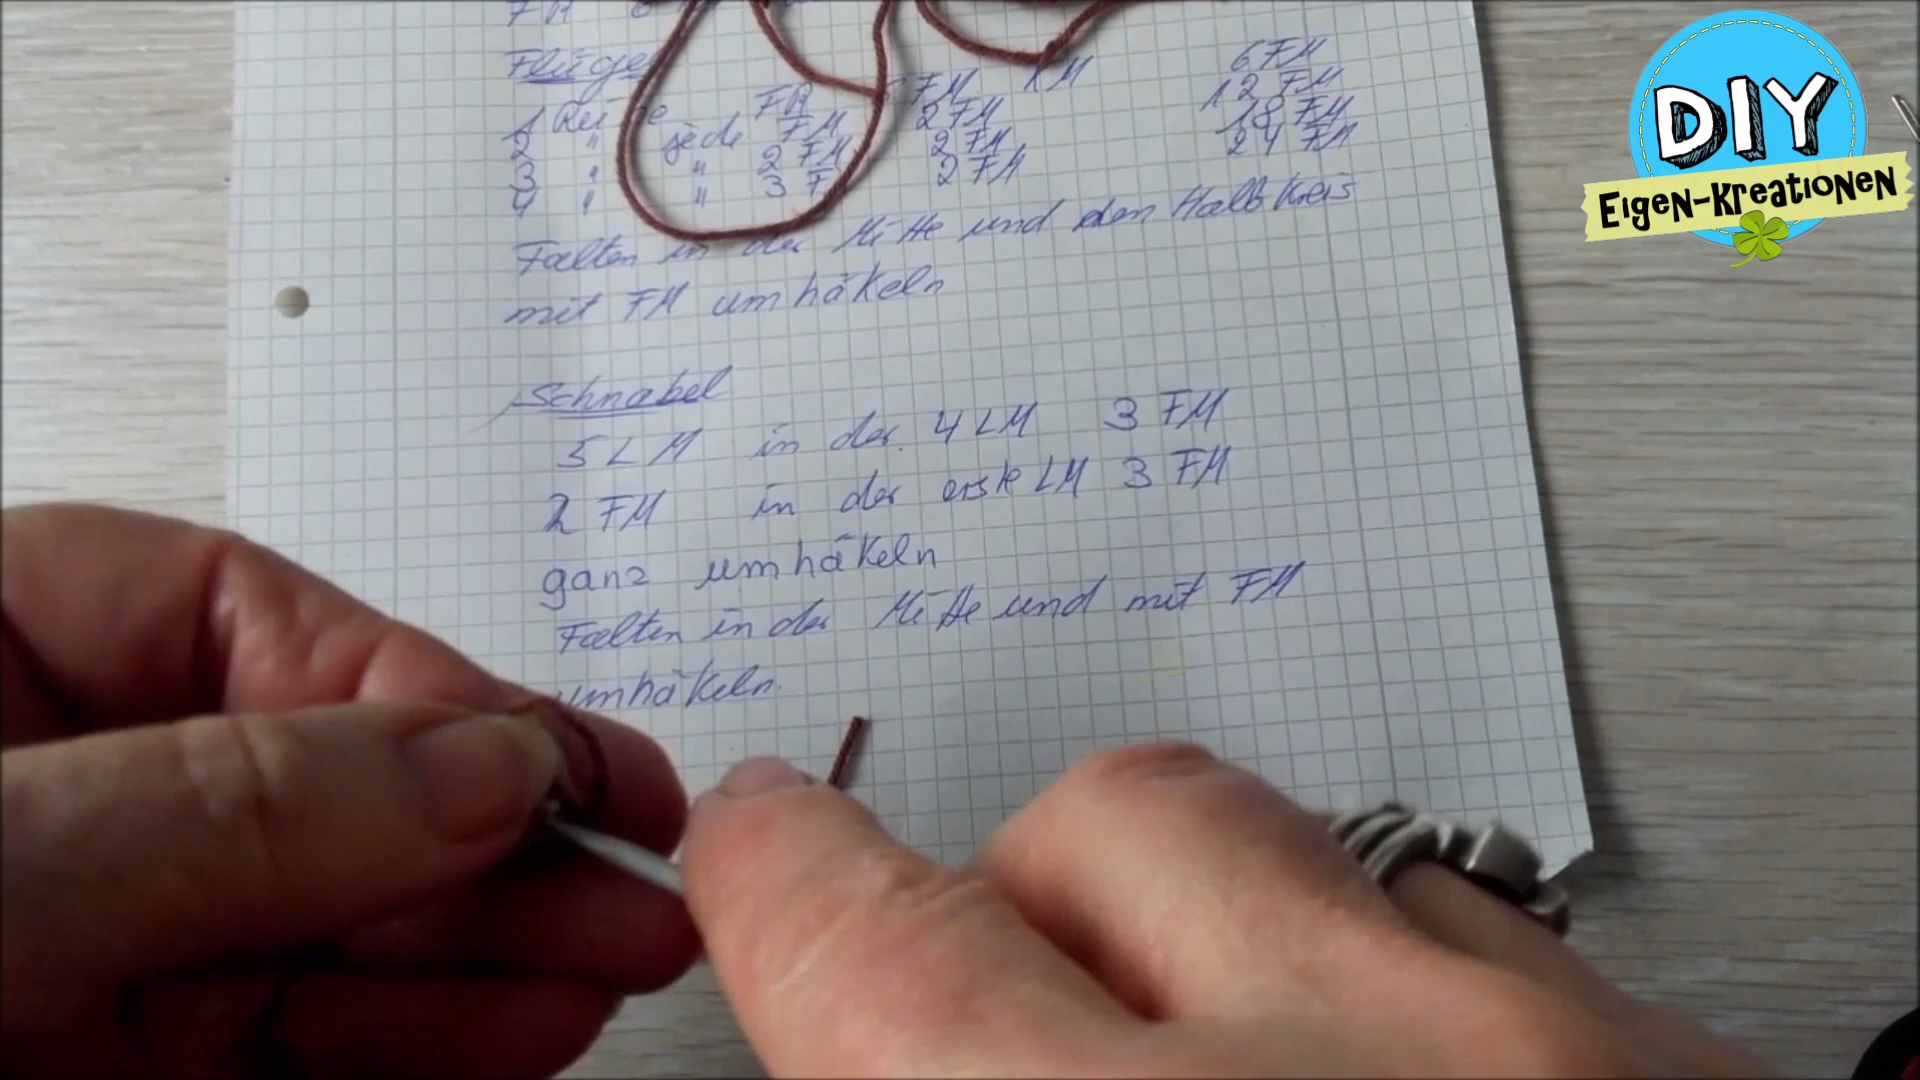 Flügel
1 Reihe FR FM 1M 6 FM
2 " jede FM 2 FM 12 FM
3 " " 2 FM 2 FM 18 FM
4 " " 3 F 2 FM 24 FM
Falten in der Mitte und den Halbkreis
mit FM umhäkeln
Schnabel
5 LM in der. 4 LM 3 FM
2 FM in der erste LM 3 FM
ganz umhäkeln
Falten in der Mitte und mit FM
umhäkeln.
DIY
Eigen-Kreationen